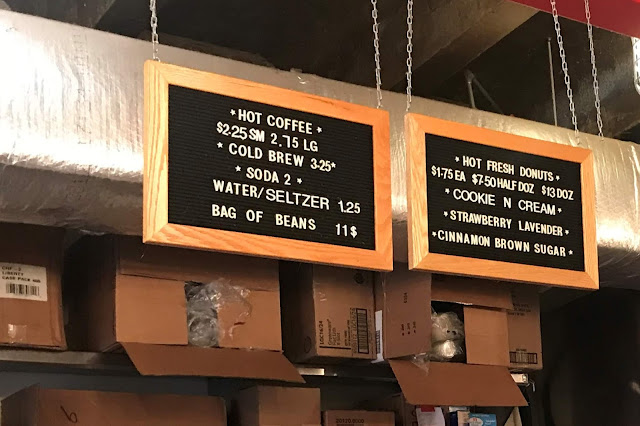 *HOT COFFEE*
$2.25 SM 2.75 LG
*COLD BREW 3.25*
*SODA 2*
WATER/SELTZER 1.25
BAG OF BEANS 11$
*HOT FRESH DONUTS*
$1.75 EA $7.50 HALF DOZ $13 DOZ
*COOKIE N CREAM*
*STRAWBERRY LAVENDER*
*CINNAMON BROWN SUGAR*